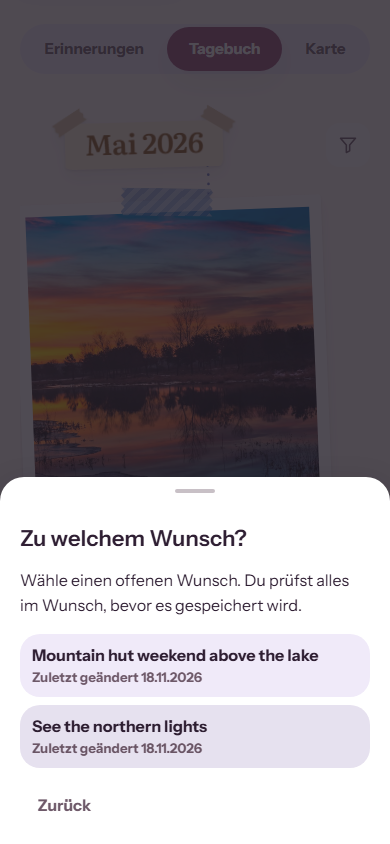 Erinnerungen
Tagebuch
Karte
Mai 2026
Zu welchem Wunsch?
Wähle einen offenen Wunsch. Du prüfst alles
im Wunsch, bevor es gespeichert wird.
Mountain hut weekend above the lake
Zuletzt geändert 18.11.2026
See the northern lights
Zuletzt geändert 18.11.2026
Zurück